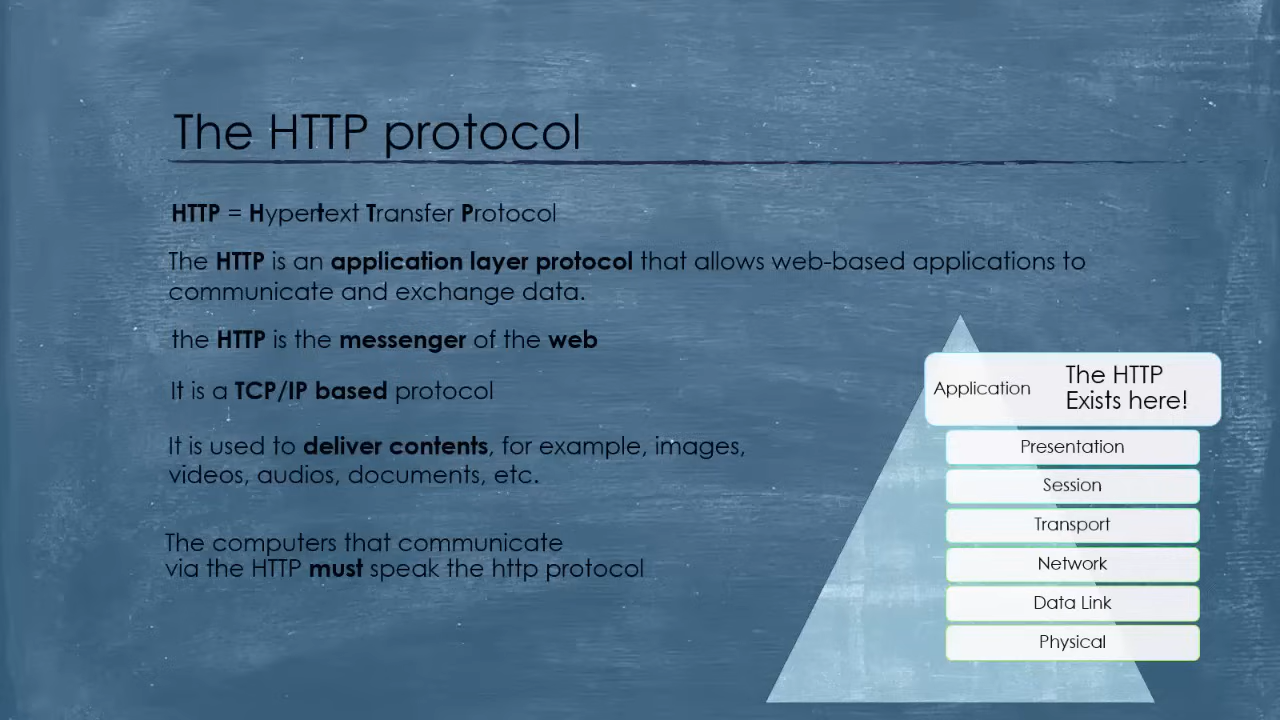 The HTTP protocol
HTTP = Hypertext Transfer Protocol
The HTTP is an application layer protocol that allows web-based applications to
communicate and exchange data.
the HTTP is the messenger of the web
It is a TCP/IP based protocol
It is used to deliver contents, for example, images,
videos, audios, documents, etc.
The computers that communicate
via the HTTP must speak the http protocol
Application
The HTTP
Exists here!
Presentation
Session
Transport
Network
Data Link
Physical